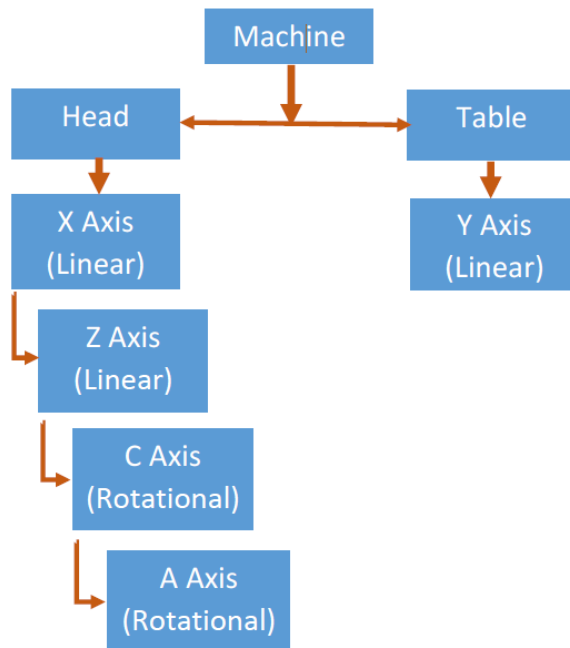 Machine
Head
Table
X Axis
(Linear)
Y Axis
(Linear)
Z Axis
(Linear)
C Axis
(Rotational)
A Axis
(Rotational)